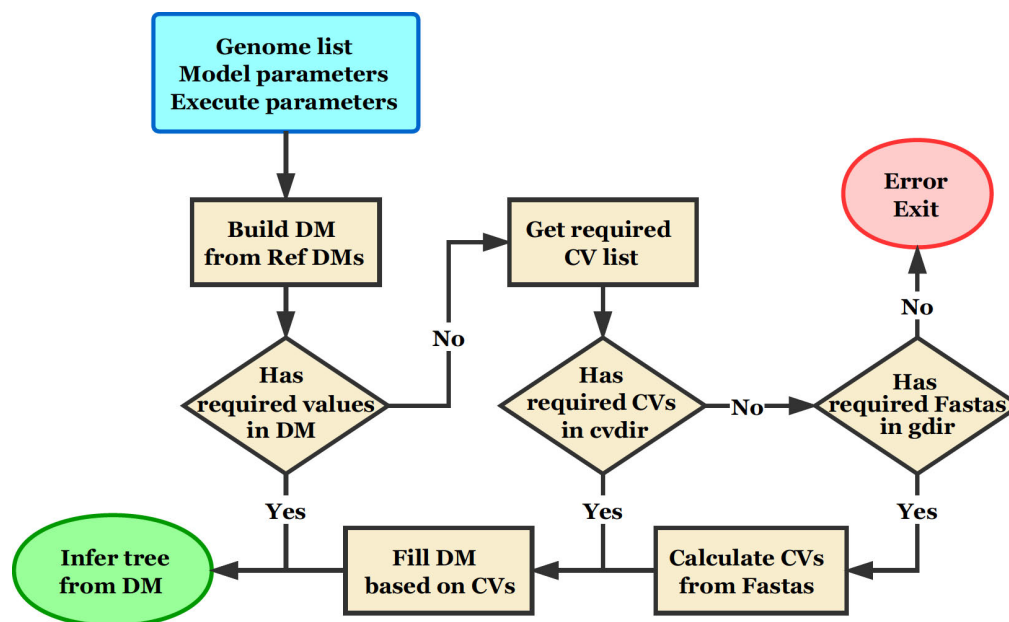 Genome list
Model parameters
Execute parameters
Build DM
from Ref DMs
Get required
CV list
Error
Exit
No
No
Has
required values
in DM
Has
required CVs
in cvdir
No
Has
required Fastas
in gdir
Yes
Yes
Yes
Infer tree
from DM
Fill DM
based on CVs
Calculate CVs
from Fastas